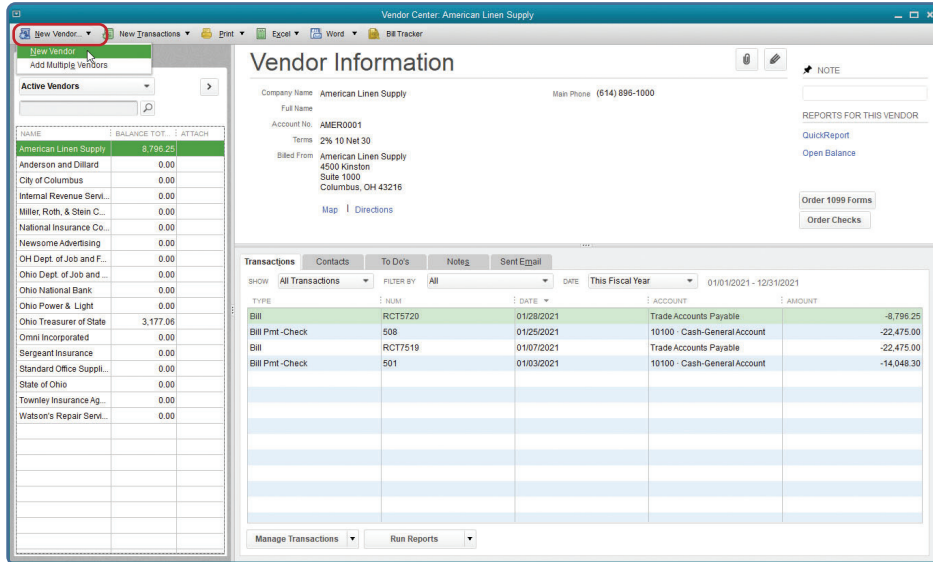 Vendor Center: American Linen Supply
New Vendor... New Transactions Print Excel Word Bill Tracker
New Vendor
Add Multiple Vendors
Active Vendors
NAME BALANCE TOT... ATTACH
American Linen Supply 8,796.25
Anderson and Dillard 0.00
City of Columbus 0.00
Internal Revenue Servi... 0.00
Miller, Roth, & Stein C... 0.00
National Insurance Co... 0.00
Newsome Advertising 0.00
OH Dept. of Job and F... 0.00
Ohio Dept. of Job and ... 0.00
Ohio National Bank 0.00
Ohio Power & Light 0.00
Ohio Treasurer of State 3,177.06
Omni Incorporated 0.00
Sergeant Insurance 0.00
Standard Office Suppli... 0.00
State of Ohio 0.00
Townley Insurance Ag... 0.00
Watson's Repair Servi... 0.00
Vendor Information
Company Name American Linen Supply
Full Name
Account No. AMER0001
Terms 2% 10 Net 30
Billed From American Linen Supply
4500 Kinston
Suite 1000
Columbus, OH 43216
Map | Directions
Main Phone (614) 896-1000
NOTE
REPORTS FOR THIS VENDOR
QuickReport
Open Balance
Order 1099 Forms
Order Checks
Transactions Contacts To Do's Notes Sent Email
SHOW All Transactions FILTER BY All DATE This Fiscal Year 01/01/2021 - 12/31/2021
TYPE NUM DATE ACCOUNT AMOUNT
Bill RCT5720 01/28/2021 Trade Accounts Payable -8,796.25
Bill Pmt -Check 508 01/25/2021 10100 · Cash-General Account -22,475.00
Bill RCT7519 01/07/2021 Trade Accounts Payable -22,475.00
Bill Pmt -Check 501 01/03/2021 10100 · Cash-General Account -14,048.30
Manage Transactions Run Reports